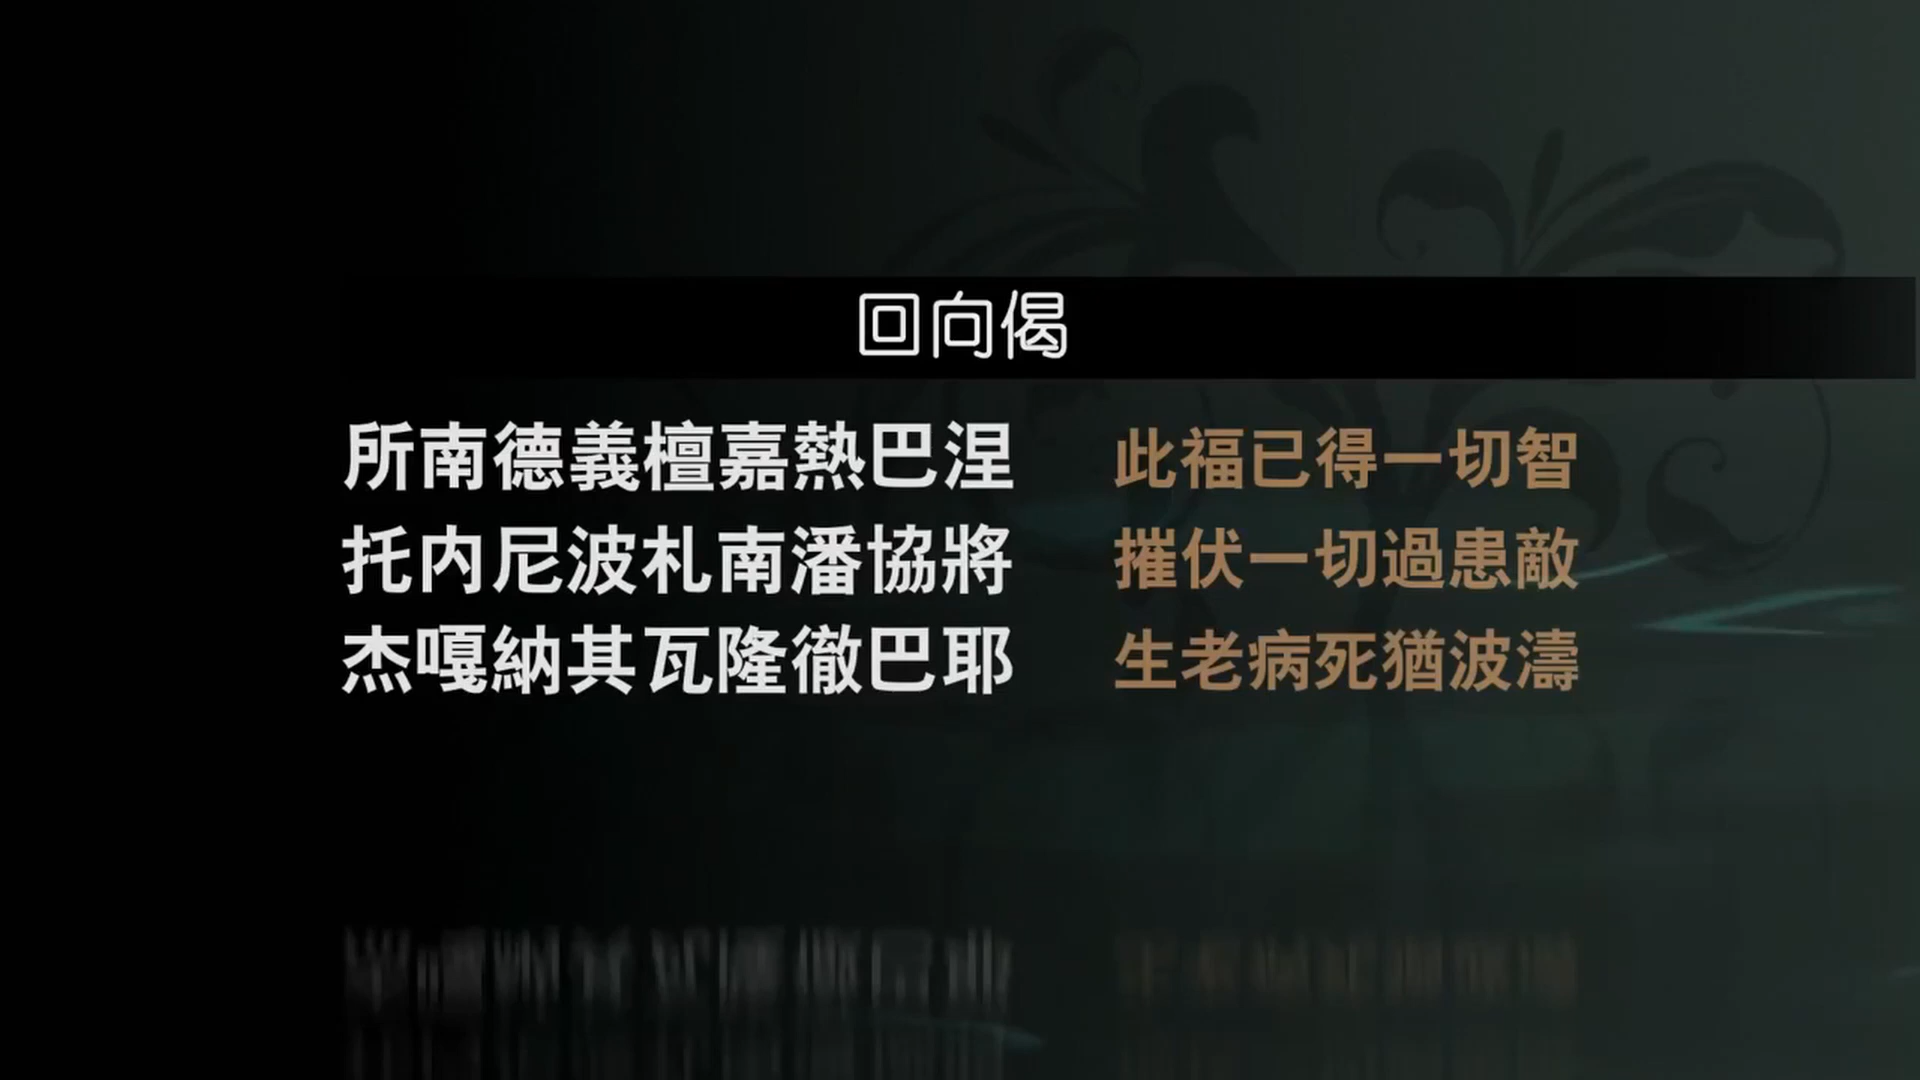 回向偈
所南德義檀嘉熱巴涅
此福已得一切智
托内尼波札南潘協將
摧伏一切過患敵
杰嘎納其瓦隆徹巴耶
生老病死猶波濤